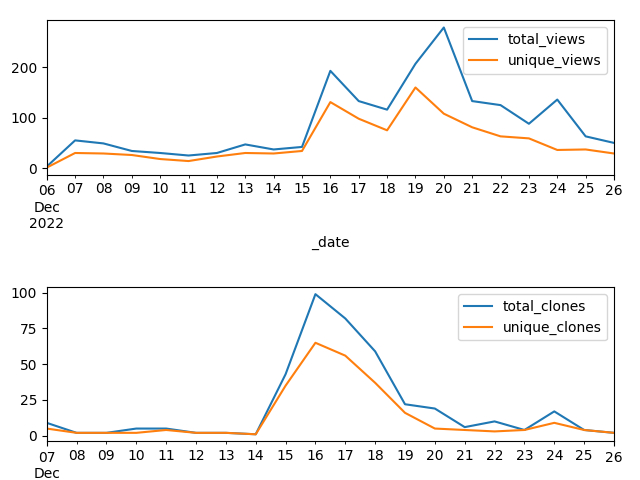 total_views
unique_views
200
100
0
06 07 08 09 10 11 12 13 14 15 16 17 18 19 20 21 22 23 24 25 26
Dec
2022
_date
total_clones
unique_clones
100
75
50
25
0
07 08 09 10 11 12 13 14 15 16 17 18 19 20 21 22 23 24 25 26
Dec